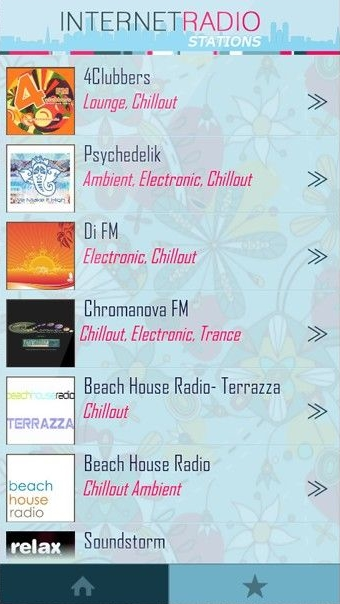 INTERNETRADIO
STATIONS
4Clubbers
Lounge, Chillout
Psychedelik
Ambient, Electronic, Chillout
Di FM
Electronic, Chillout
Chromanova FM
Chillout, Electronic, Trance
beachhouseradio
TERRAZZA
Beach House Radio- Terrazza
Chillout
beach
house
radio
Beach House Radio
Chillout Ambient
relax
Soundstorm